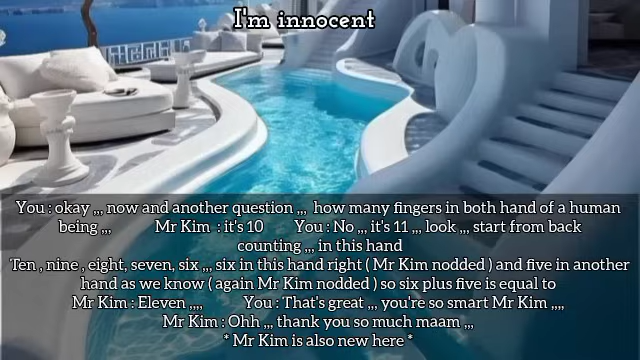 I'm innocent
You : okay ,,, now and another question ,,, how many fingers in both hand of a human
being ,,, Mr Kim : it's 10 You : No ,,, it's 11 ,,, look ,,, start from back
counting ,,, in this hand
Ten , nine , eight, seven, six ,,, six in this hand right ( Mr Kim nodded ) and five in another
hand as we know ( again Mr Kim nodded ) so six plus five is equal to
Mr Kim : Eleven ,,,, You : That's great ,,, you're so smart Mr Kim ,,,,
Mr Kim : Ohh ,,, thank you so much maam ,,,
* Mr Kim is also new here *